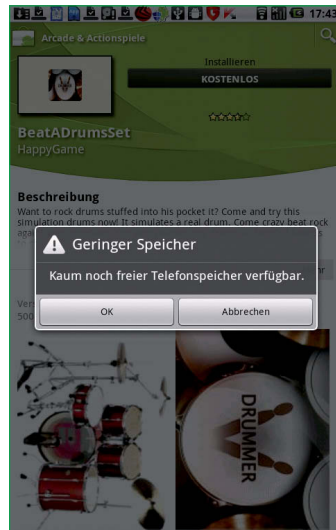 17:43
Arcade & Actionspiele
Installieren
KOSTENLOS
BeatADrumsSet
HappyGame
Beschreibung
Want to rock drums stuffed into his pocket it? Come and try this
simulation drums now! It simulates a real drum. Come crazy beat rock
Geringer Speicher
Kaum noch freier Telefonspeicher verfügbar.
OK
Abbrechen
500
DRUMMER